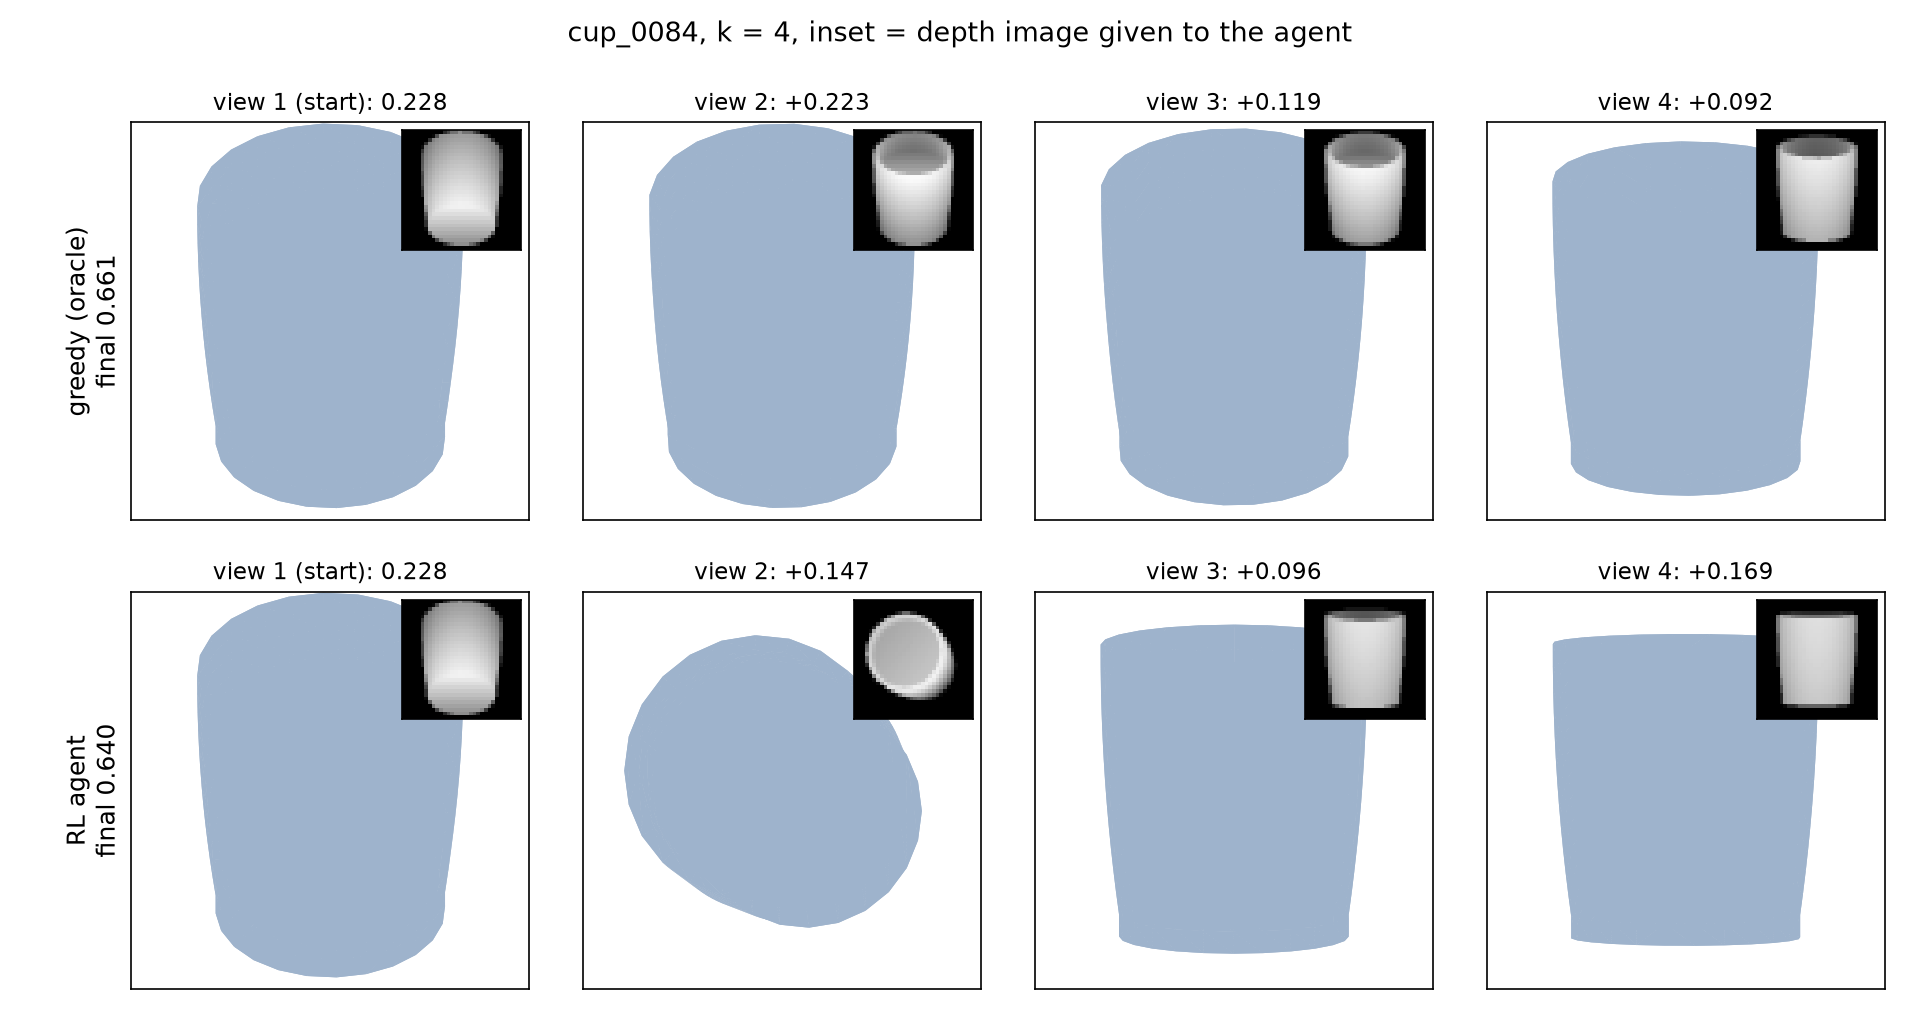 cup_0084, k = 4, inset = depth image given to the agent
greedy (oracle)
final 0.661
view 1 (start): 0.228
view 2: +0.223
view 3: +0.119
view 4: +0.092
RL agent
final 0.640
view 1 (start): 0.228
view 2: +0.147
view 3: +0.096
view 4: +0.169